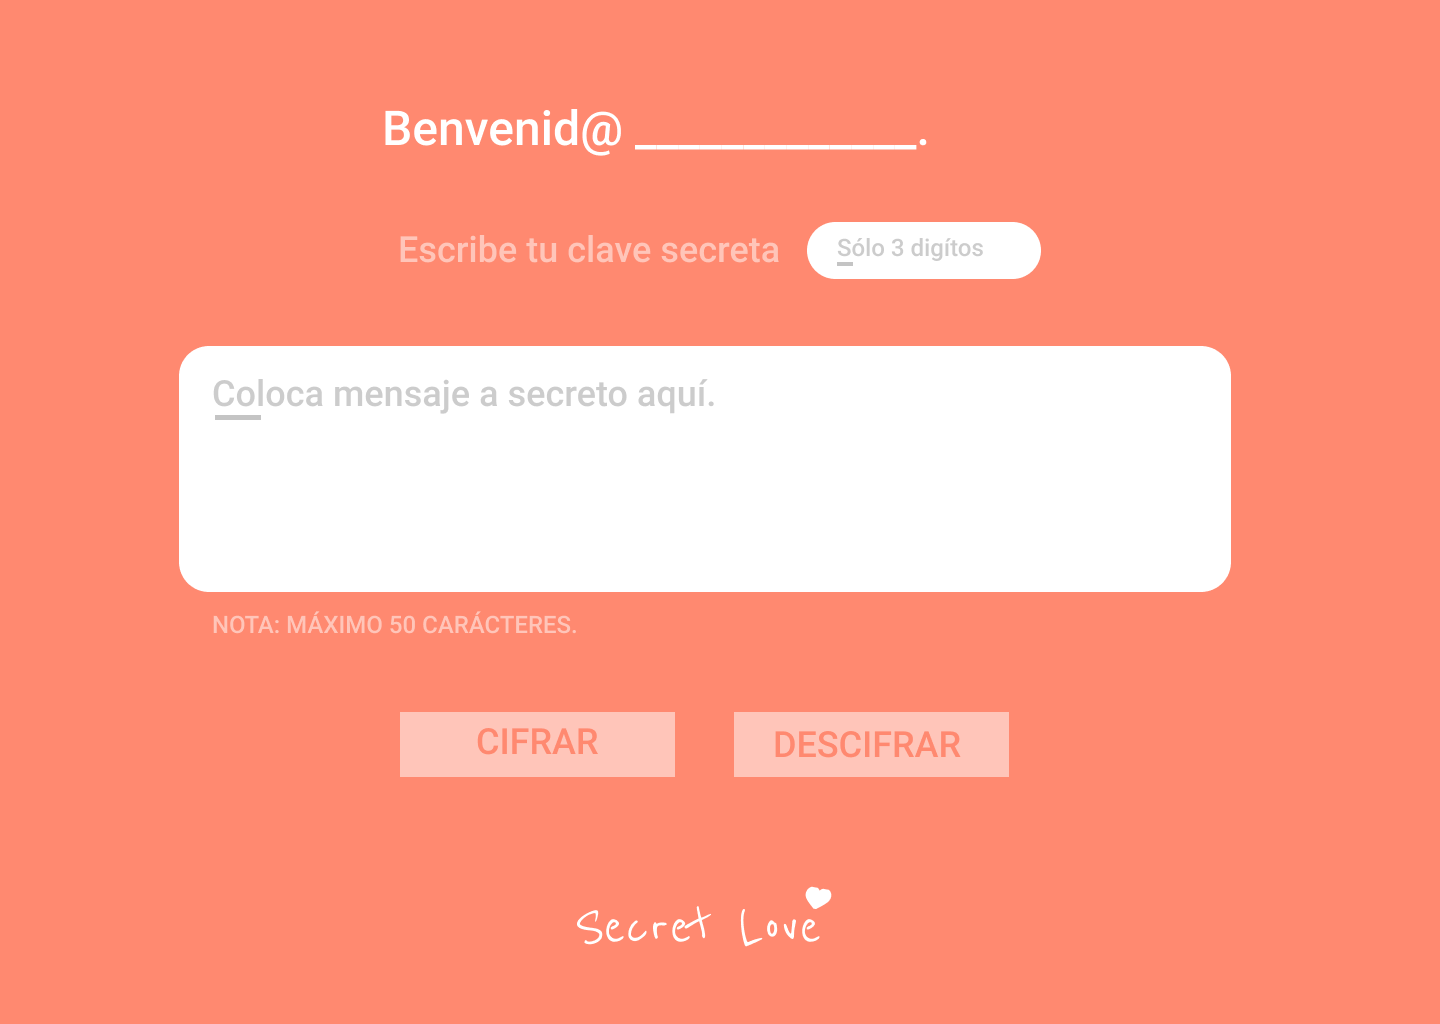 Benvenid@ _____________.
Escribe tu clave secreta
Sólo 3 digítos
Coloca mensaje a secreto aquí.
NOTA: MÁXIMO 50 CARÁCTERES.
CIFRAR
DESCIFRAR
Secret Love